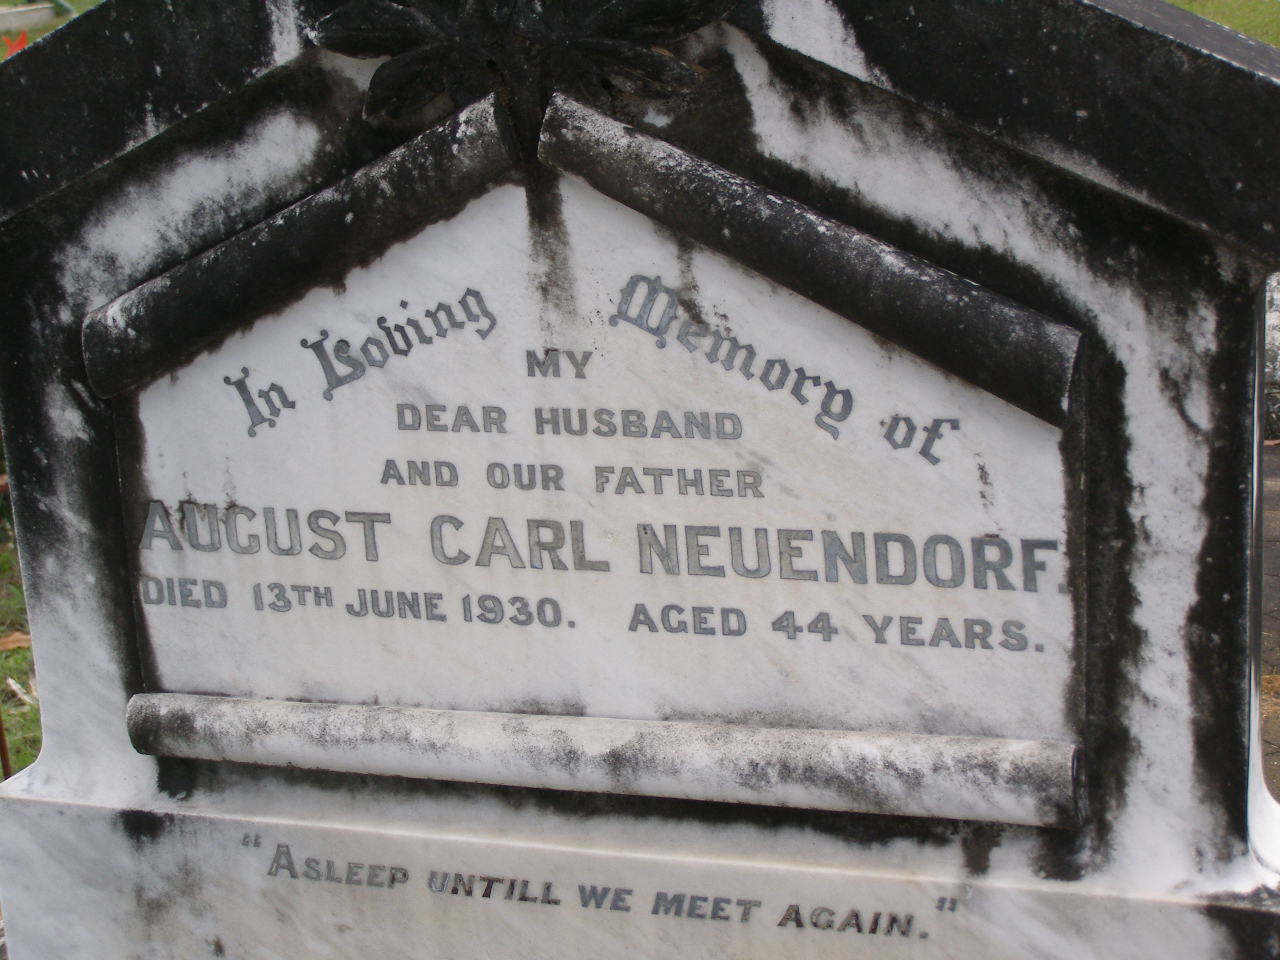 In Loving Memory of
MY
DEAR HUSBAND
AND OUR FATHER
AUGUST CARL NEUENDORF.
DIED 13TH JUNE 1930. AGED 44 YEARS.
"ASLEEP UNTILL WE MEET AGAIN."